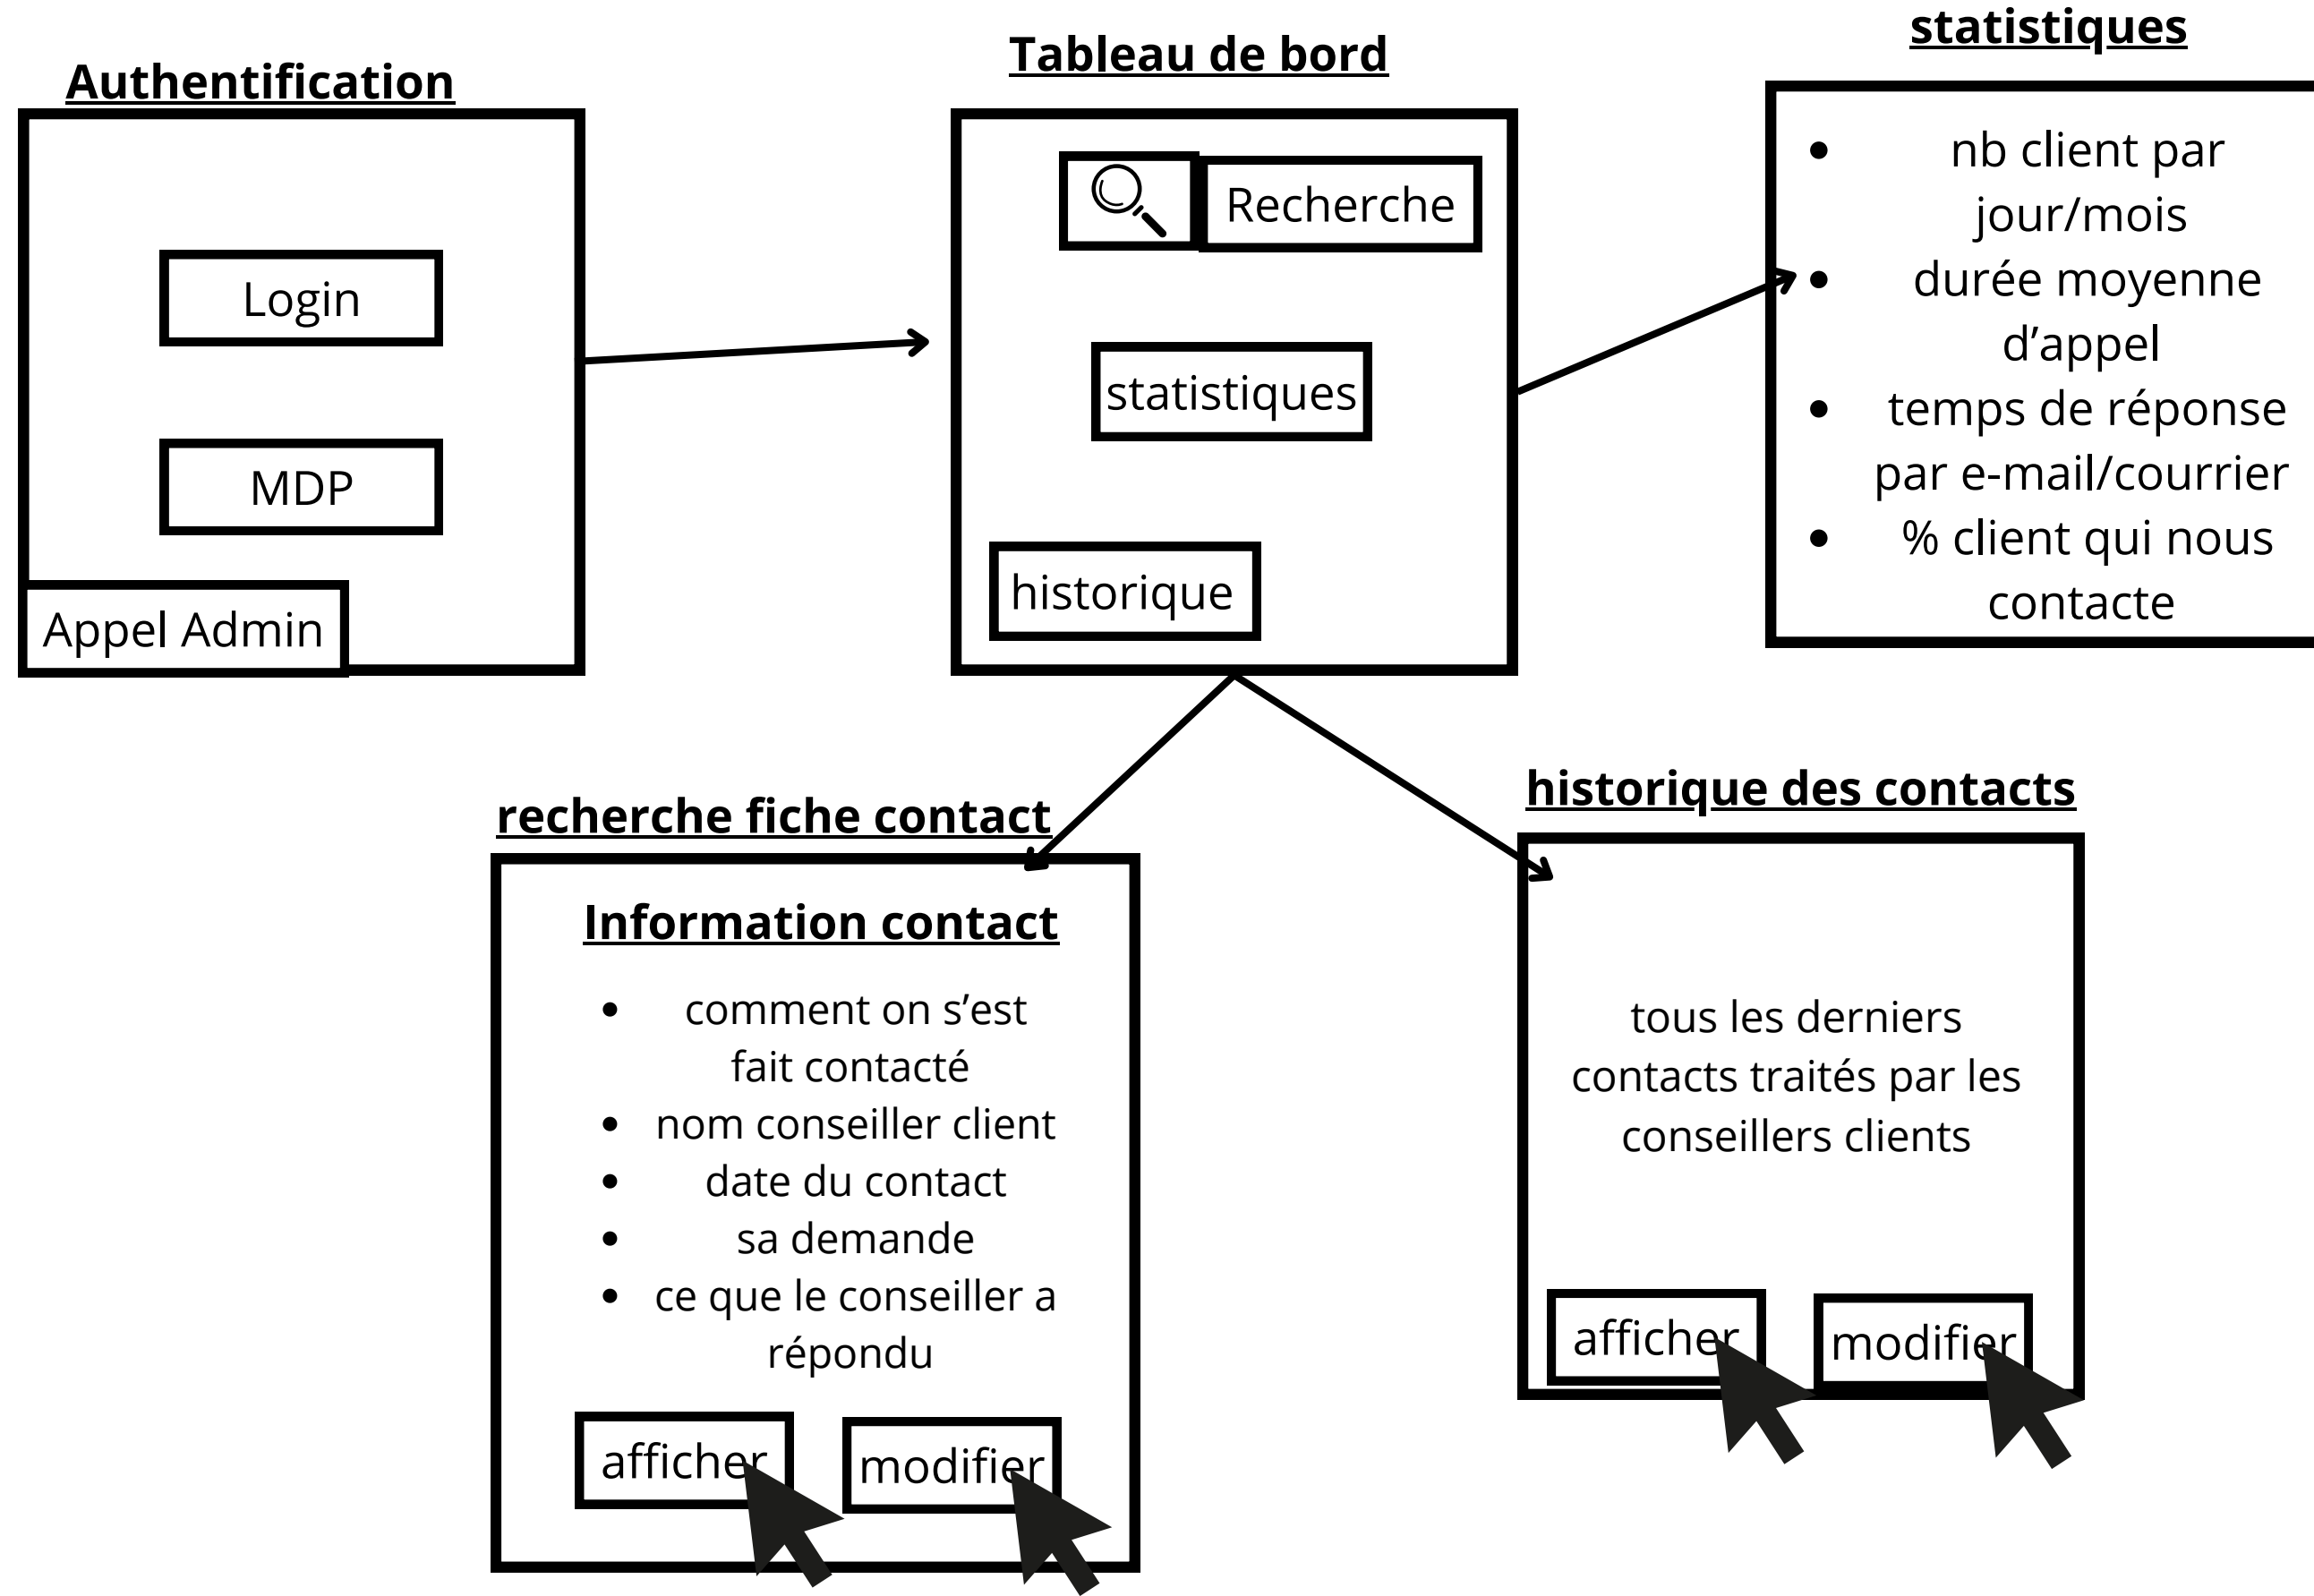 Authentification
Login
MDP
Appel Admin
Tableau de bord
Recherche
statistiques
historique
statistiques
• nb client par
jour/mois
• durée moyenne
d’appel
• temps de réponse
par e-mail/courrier
• % client qui nous
contacte
recherche fiche contact
Information contact
• comment on s’est
fait contacté
• nom conseiller client
• date du contact
• sa demande
• ce que le conseiller a
répondu
afficher
modifier
historique des contacts
tous les derniers
contacts traités par les
conseillers clients
afficher
modifier